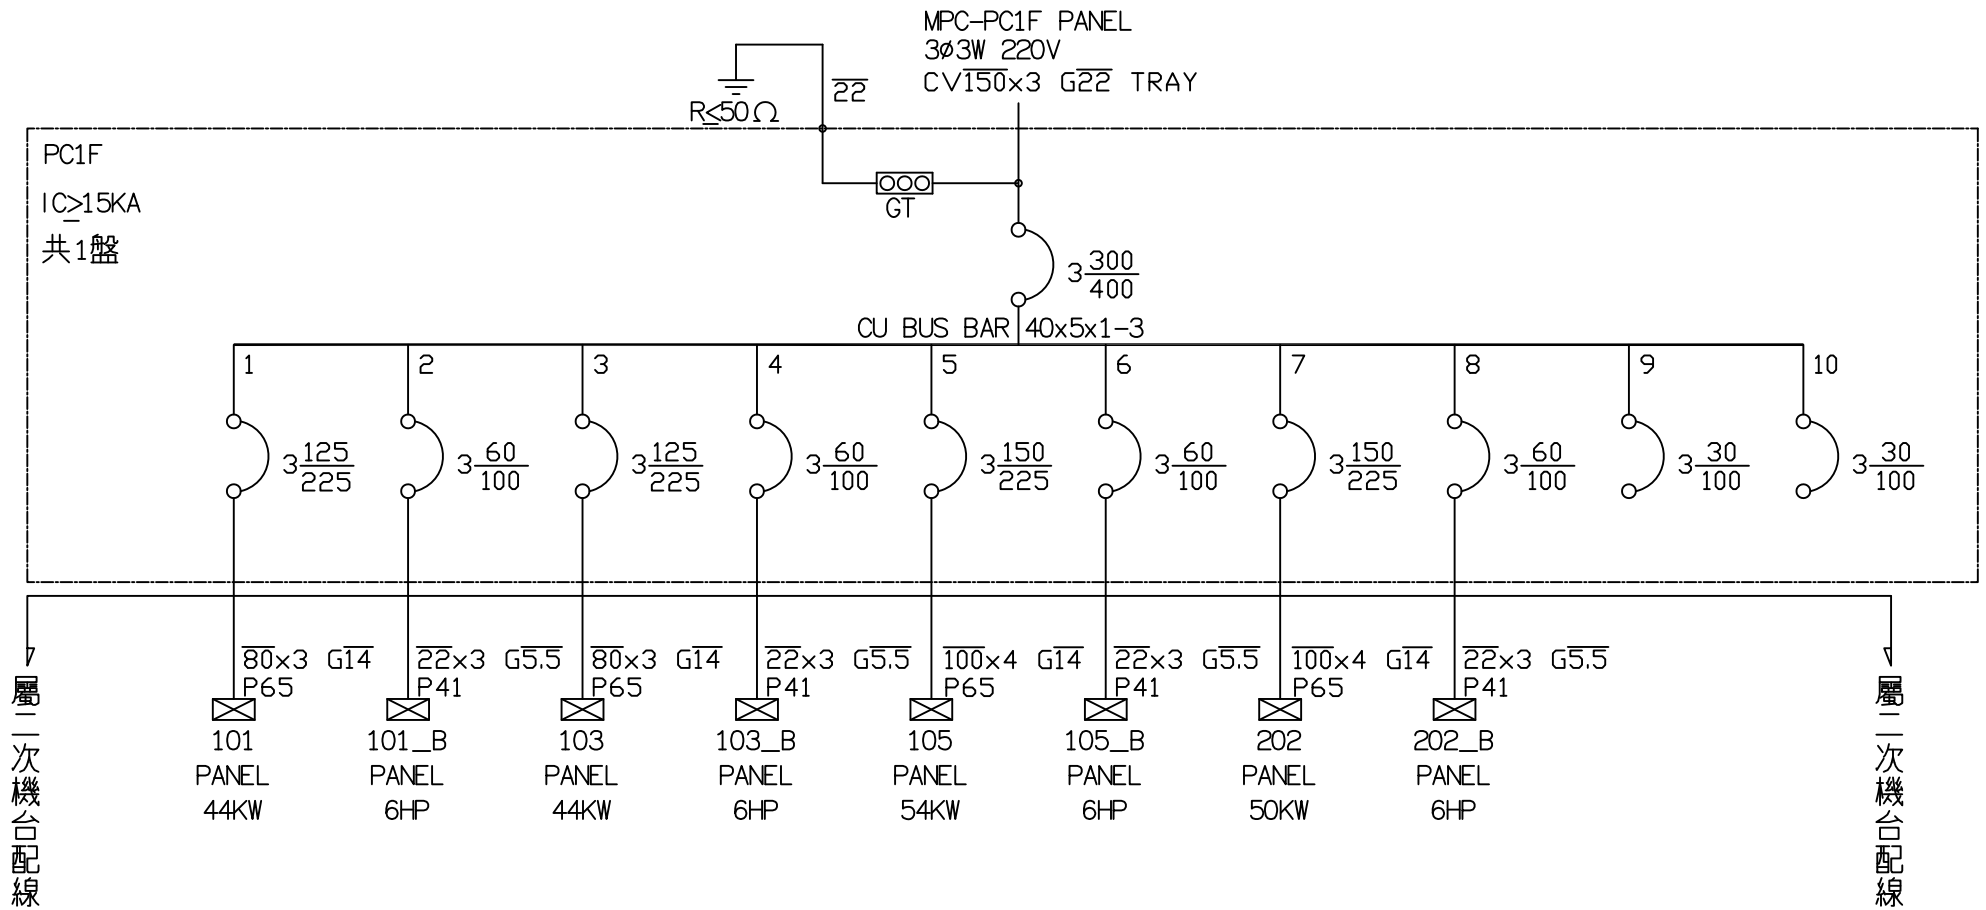 MPC-PC1F PANEL
3ø3W 220V
CV150x3 G22 TRAY
22
R≤50Ω
PC1F
IC≥15KA
共1盤
GT
3 300/400
CU BUS BAR 40x5x1-3
1 2 3 4 5 6 7 8 9 10
3 125/225 3 60/100 3 125/225 3 60/100 3 150/225 3 60/100 3 150/225 3 60/100 3 30/100 3 30/100
80x3 G14 22x3 G5.5 80x3 G14 22x3 G5.5 100x4 G14 22x3 G5.5 100x4 G14 22x3 G5.5
P65 P41 P65 P41 P65 P41 P65 P41
101 101_B 103 103_B 105 105_B 202 202_B
PANEL PANEL PANEL PANEL PANEL PANEL PANEL PANEL
44KW 6HP 44KW 6HP 54KW 6HP 50KW 6HP
屬二次機台配線
屬二次機台配線